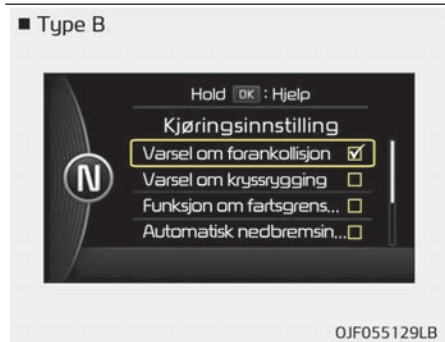 ■ Type B
Hold OK : Hjelp
Kjøringsinnstilling
Varsel om forankollisjon
N
Varsel om kryssrygging
Funksjon om fartsgrens...
Automatisk nedbremsin...
OJF055129LB